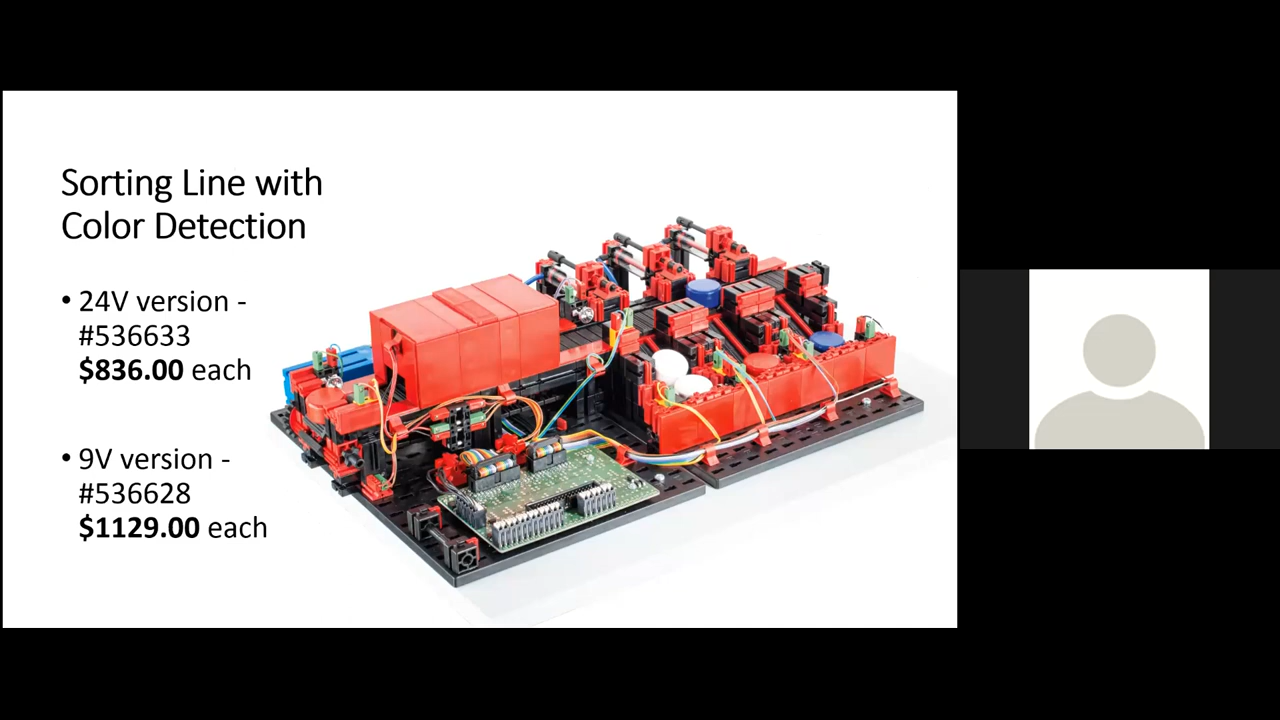 Sorting Line with
Color Detection
• 24V version -
#536633
$836.00 each
• 9V version -
#536628
$1129.00 each